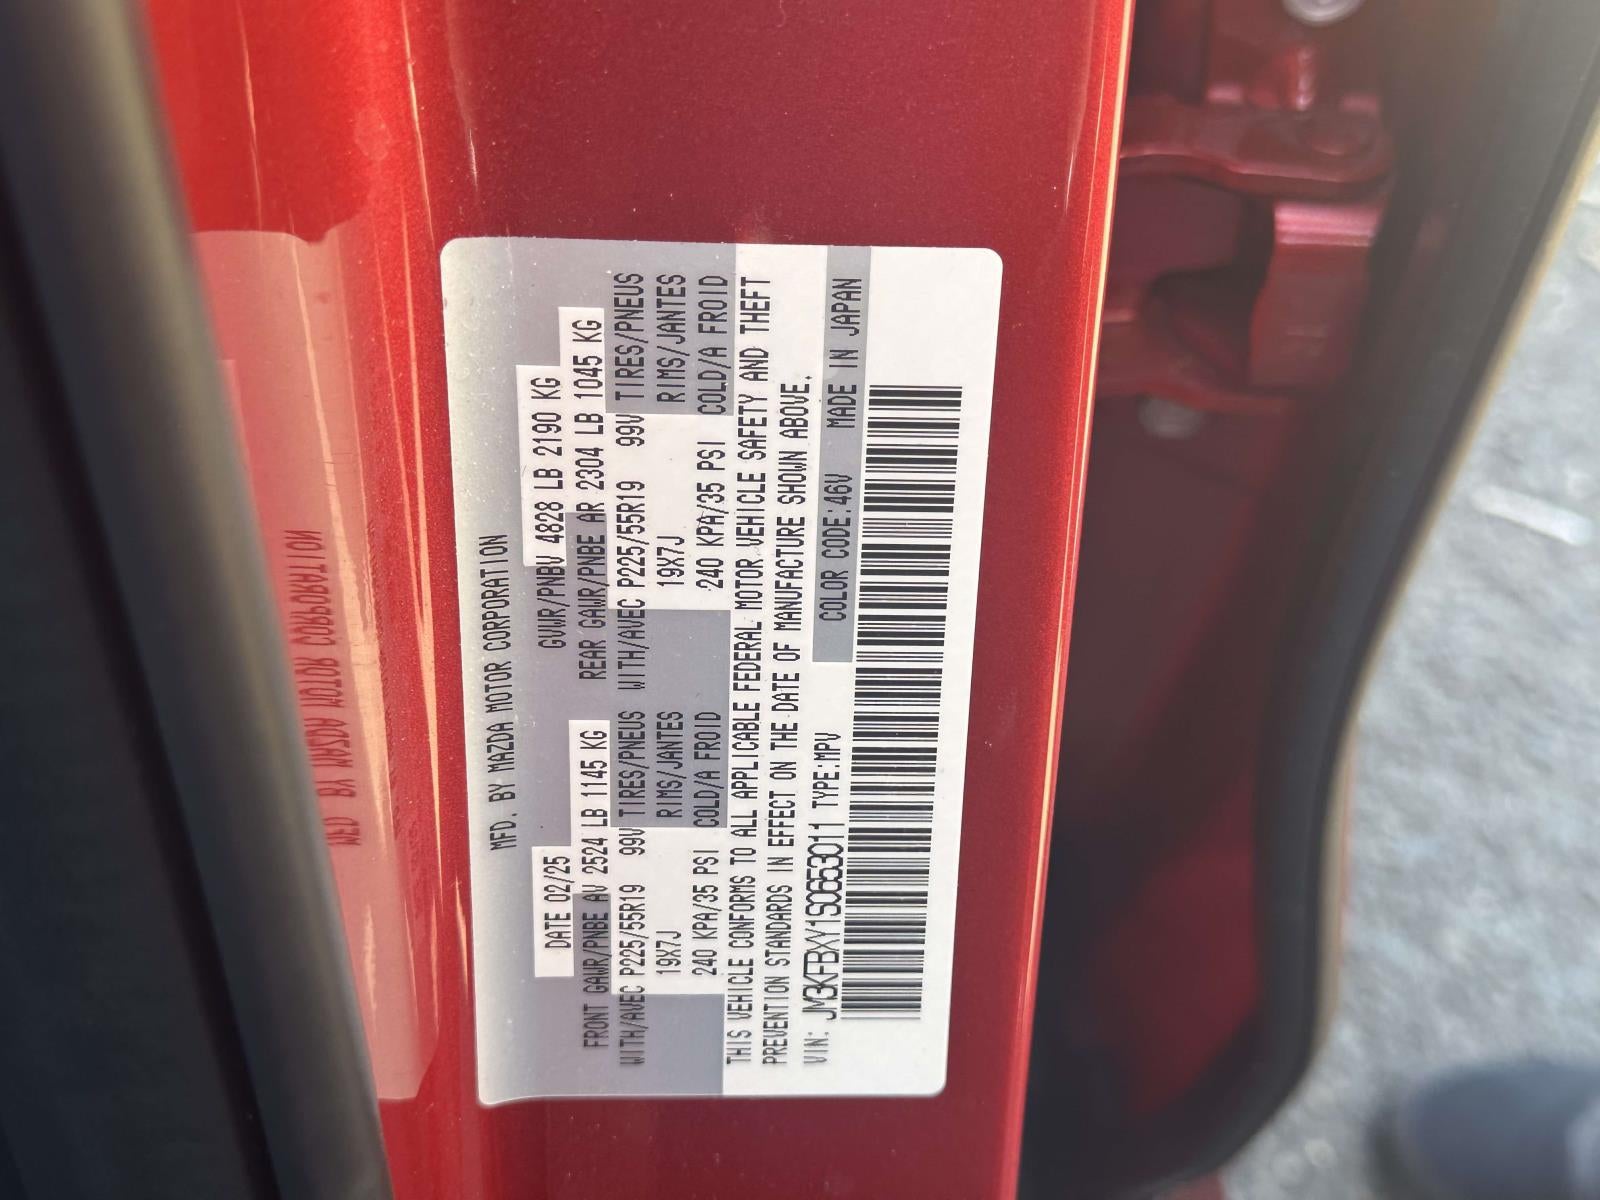 MFD. BY MAZDA MOTOR CORPORATION
DATE 02/25 GVWR/PNBV 4828 LB 2190 KG
FRONT GAWR/PNBE AV 2524 LB 1145 KG REAR GAWR/PNBE AR 2304 LB 1045 KG
WITH/AVEC P225/55R19 99V TIRES/PNEUS WITH/AVEC P225/55R19 99V TIRES/PNEUS
19X7J RIMS/JANTES 19X7J RIMS/JANTES
240 KPA/35 PSI COLD/A FROID 240 KPA/35 PSI COLD/A FROID
THIS VEHICLE CONFORMS TO ALL APPLICABLE FEDERAL MOTOR VEHICLE SAFETY AND THEFT
PREVENTION STANDARDS IN EFFECT ON THE DATE OF MANUFACTURE SHOWN ABOVE.
VIN: JM3KFBXY1S0653011 TYPE:MPV COLOR CODE:46V MADE IN JAPAN